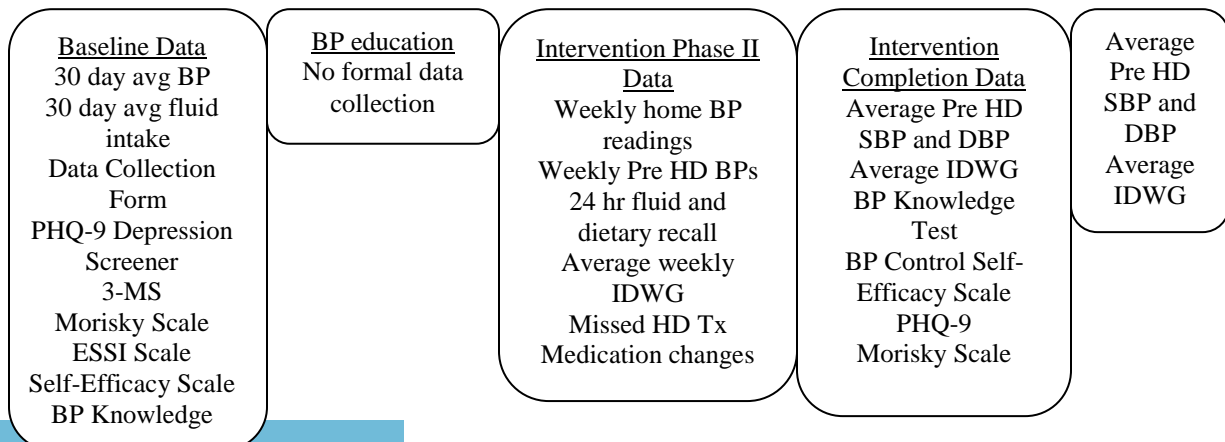 Baseline Data
30 day avg BP
30 day avg fluid
intake
Data Collection
Form
PHQ-9 Depression
Screener
3-MS
Morisky Scale
ESSI Scale
Self-Efficacy Scale
BP Knowledge
BP education
No formal data
collection
Intervention Phase II
Data
Weekly home BP
readings
Weekly Pre HD BPs
24 hr fluid and
dietary recall
Average weekly
IDWG
Missed HD Tx
Medication changes
Intervention
Completion Data
Average Pre HD
SBP and DBP
Average IDWG
BP Knowledge
Test
BP Control Self-
Efficacy Scale
PHQ-9
Morisky Scale
Average
Pre HD
SBP and
DBP
Average
IDWG